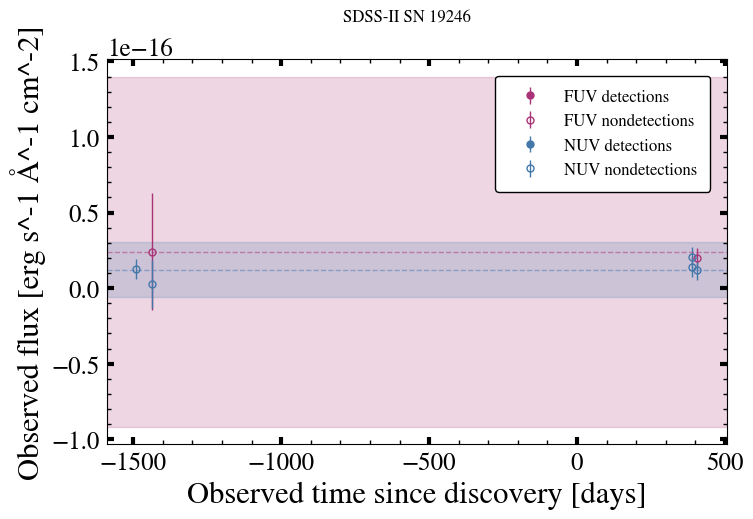 SDSS-II SN 19246
1e−16
Observed flux [erg s^-1 Å^-1 cm^-2]
1.5
1.0
0.5
0.0
−0.5
−1.0
FUV detections
FUV nondetections
NUV detections
NUV nondetections
−1500 −1000 −500 0 500
Observed time since discovery [days]